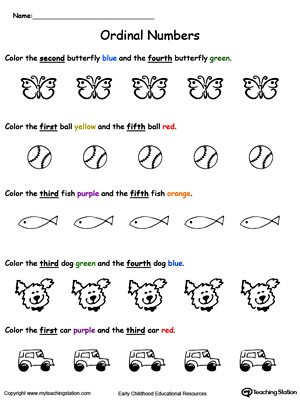 Name:
Ordinal Numbers
Color the second butterfly blue and the fourth butterfly green.
Color the first ball yellow and the fifth ball red.
Color the third fish purple and the fifth fish orange.
Color the third dog green and the fourth dog blue.
Color the first car purple and the third car red.
Copyright © www.myteachingstation.com
Early Childhood Educational Resources
Teaching Station